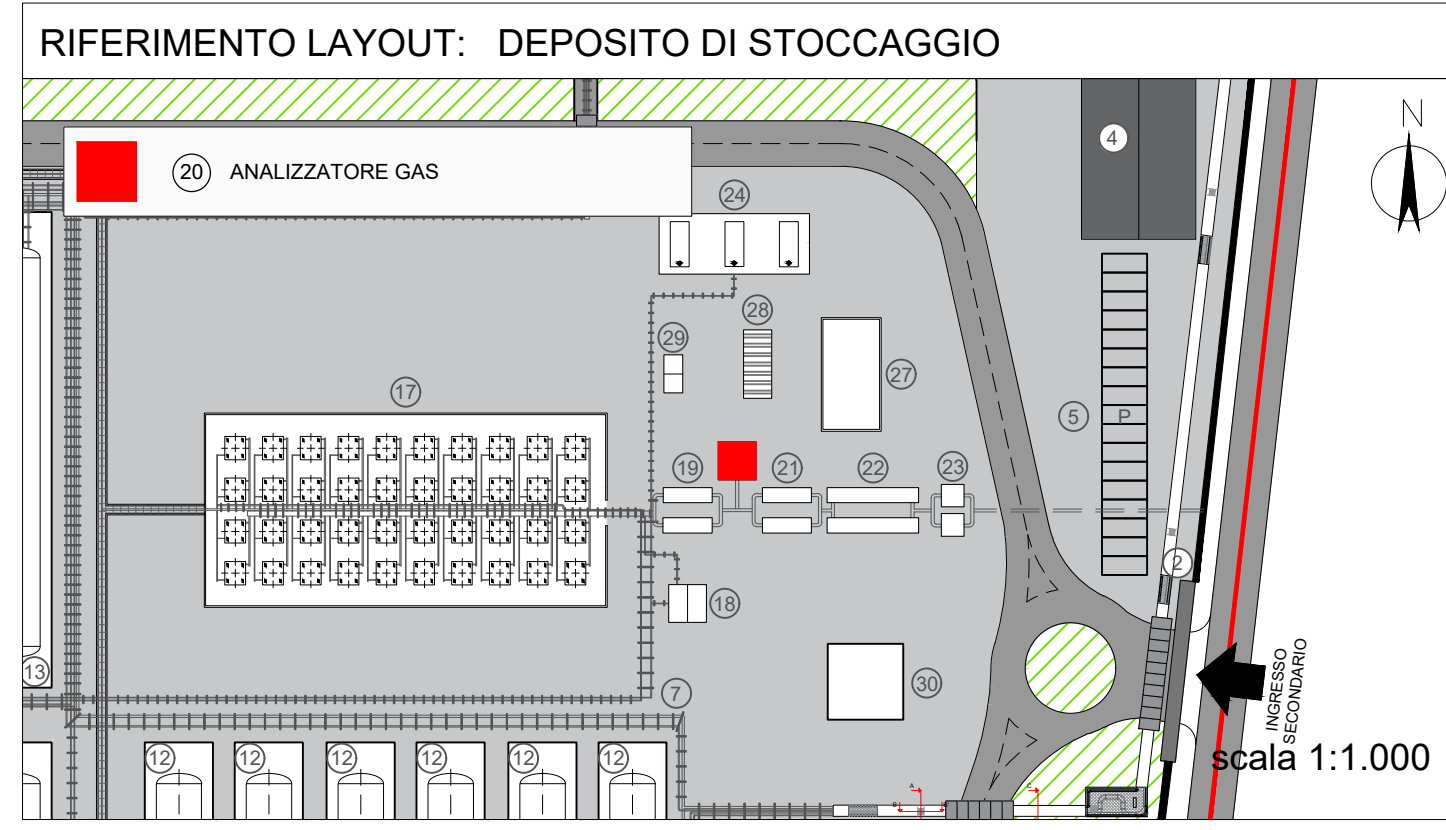 RIFERIMENTO LAYOUT: DEPOSITO DI STOCCAGGIO
N
4
20 ANALIZZATORE GAS
24
28
29
27
17
5 P
19 21 22 23
2
18
INGRESSO
SECONDARIO
13
30
7
scala 1:1.000
12 12 12 12 12 12
A C
B